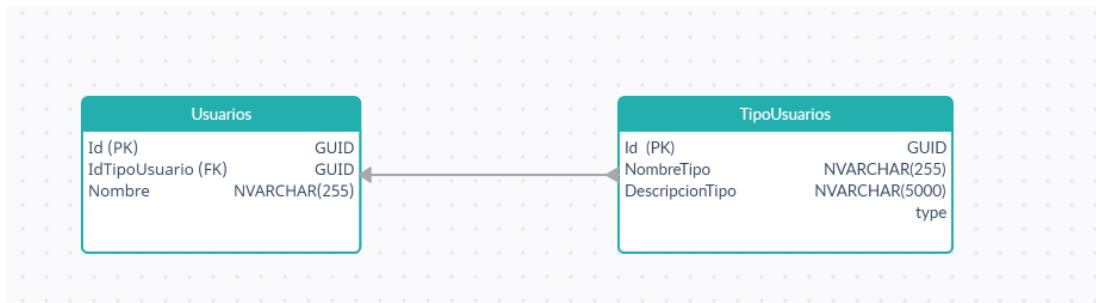 Usuarios
Id (PK) GUID
IdTipoUsuario (FK) GUID
Nombre NVARCHAR(255)
TipoUsuarios
Id (PK) GUID
NombreTipo NVARCHAR(255)
DescripcionTipo NVARCHAR(5000)
type